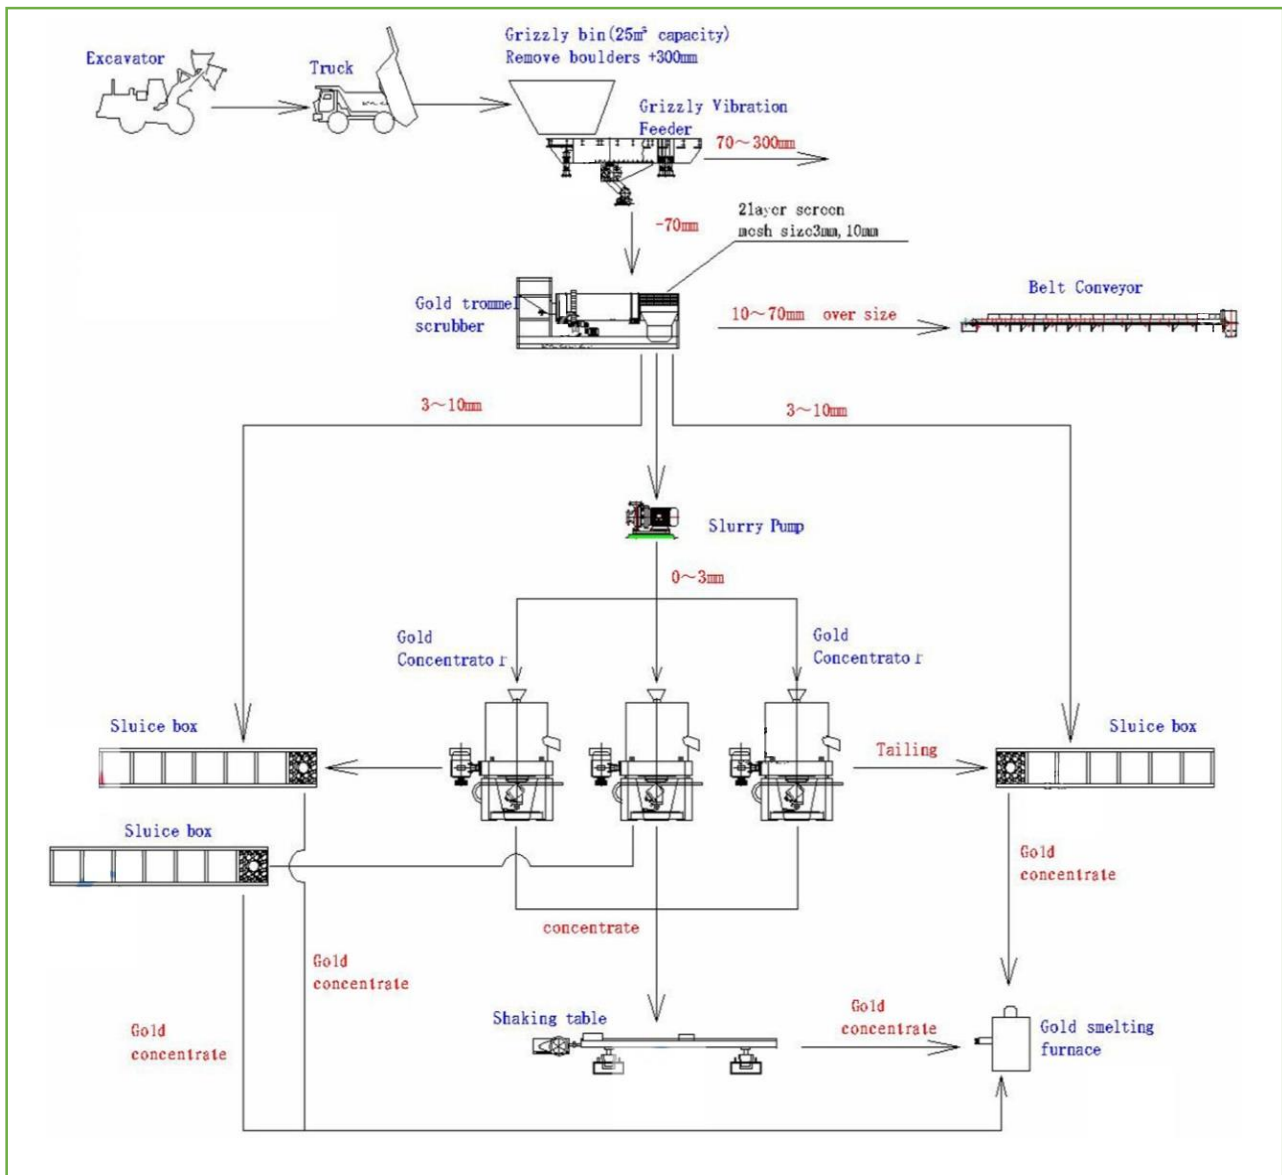 Grizzly bin(25m³ capacity)
Remove boulders +300mm
Excavator
Truck
Grizzly Vibration
Feeder
70～300mm
-70mm
2layer screen
mesh size3mm,10mm
Gold trommel
scrubber
10～70mm over size
Belt Conveyor
3～10mm
3～10mm
Slurry Pump
0～3mm
Gold
Concentrator
Gold
Concentrator
Sluice box
Tailing
Sluice box
Sluice box
Gold
concentrate
concentrate
Gold
concentrate
Gold
concentrate
Shaking table
Gold
concentrate
Gold smelting
furnace